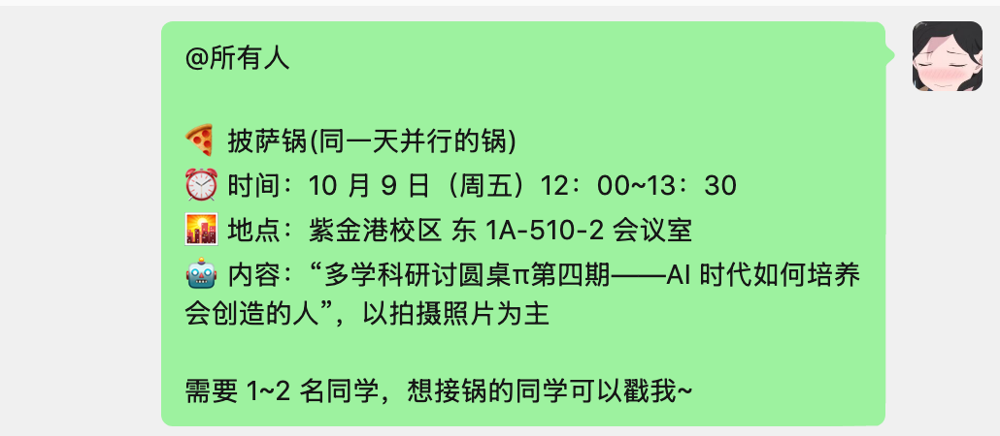 @所有人
🍕 披萨锅(同一天并行的锅)
⏰ 时间：10 月 9 日（周五）12：00~13：30
🌇 地点：紫金港校区 东 1A-510-2 会议室
🤖 内容：“多学科研讨圆桌π第四期——AI 时代如何培养
会创造的人”，以拍摄照片为主
需要 1~2 名同学，想接锅的同学可以戳我~